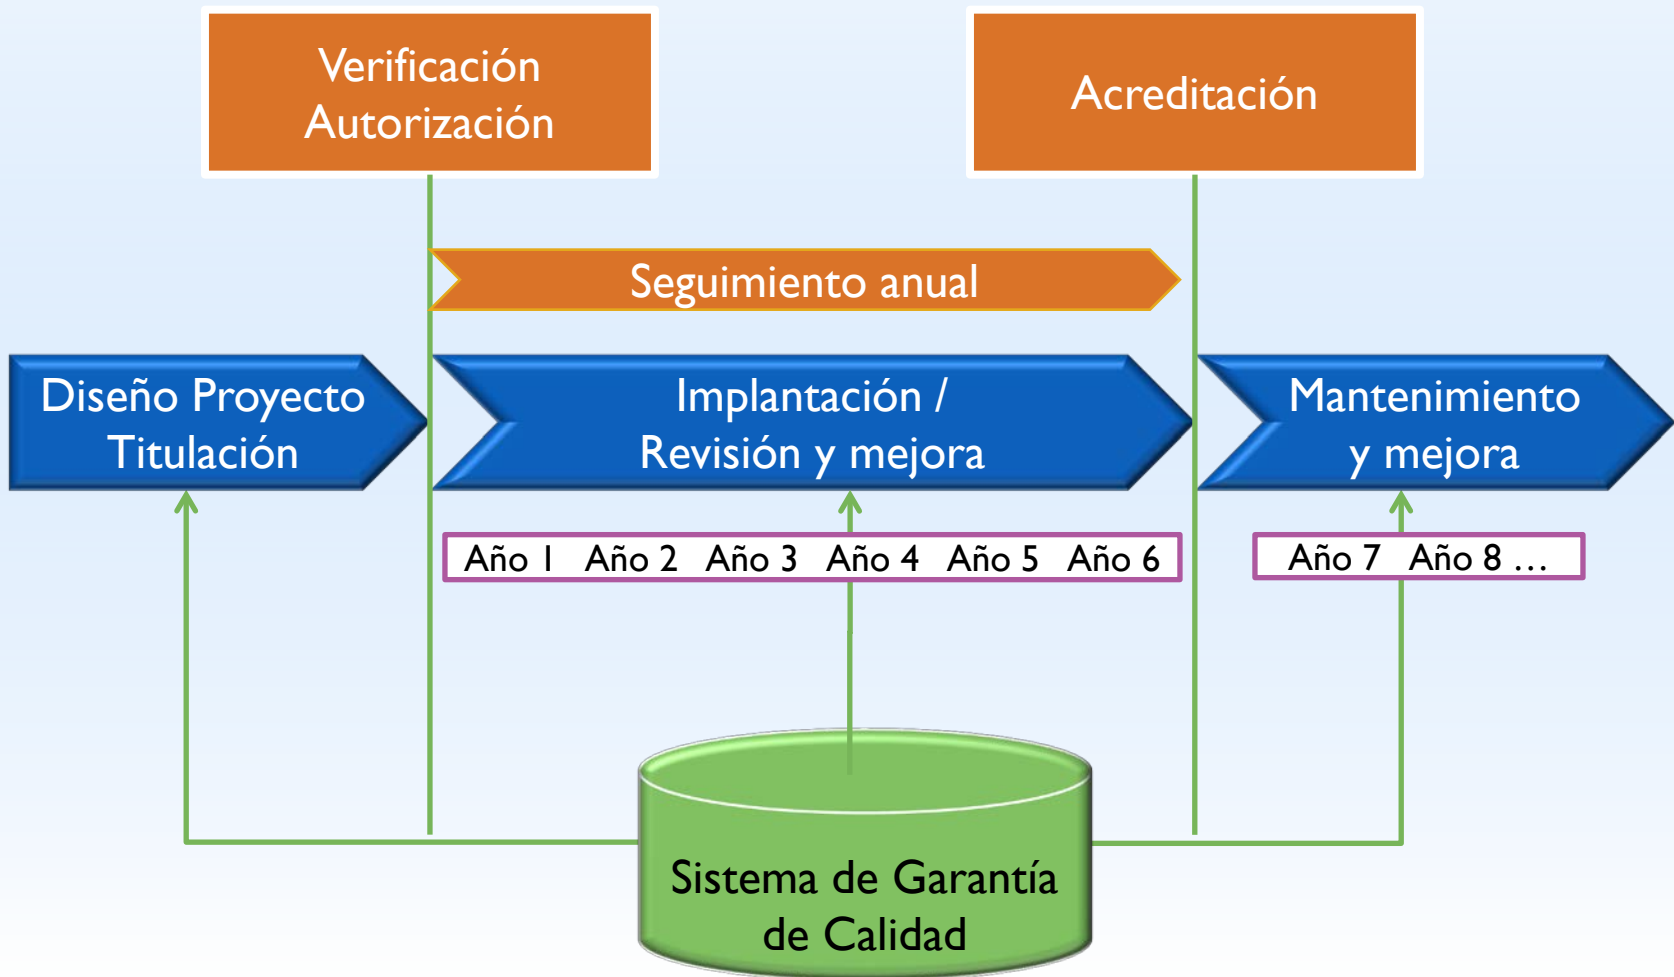 Verificación
Autorización
Acreditación
Seguimiento anual
Diseño Proyecto
Titulación
Implantación /
Revisión y mejora
Mantenimiento
y mejora
Año 1 Año 2 Año 3 Año 4 Año 5 Año 6
Año 7 Año 8 ...
Sistema de Garantía
de Calidad